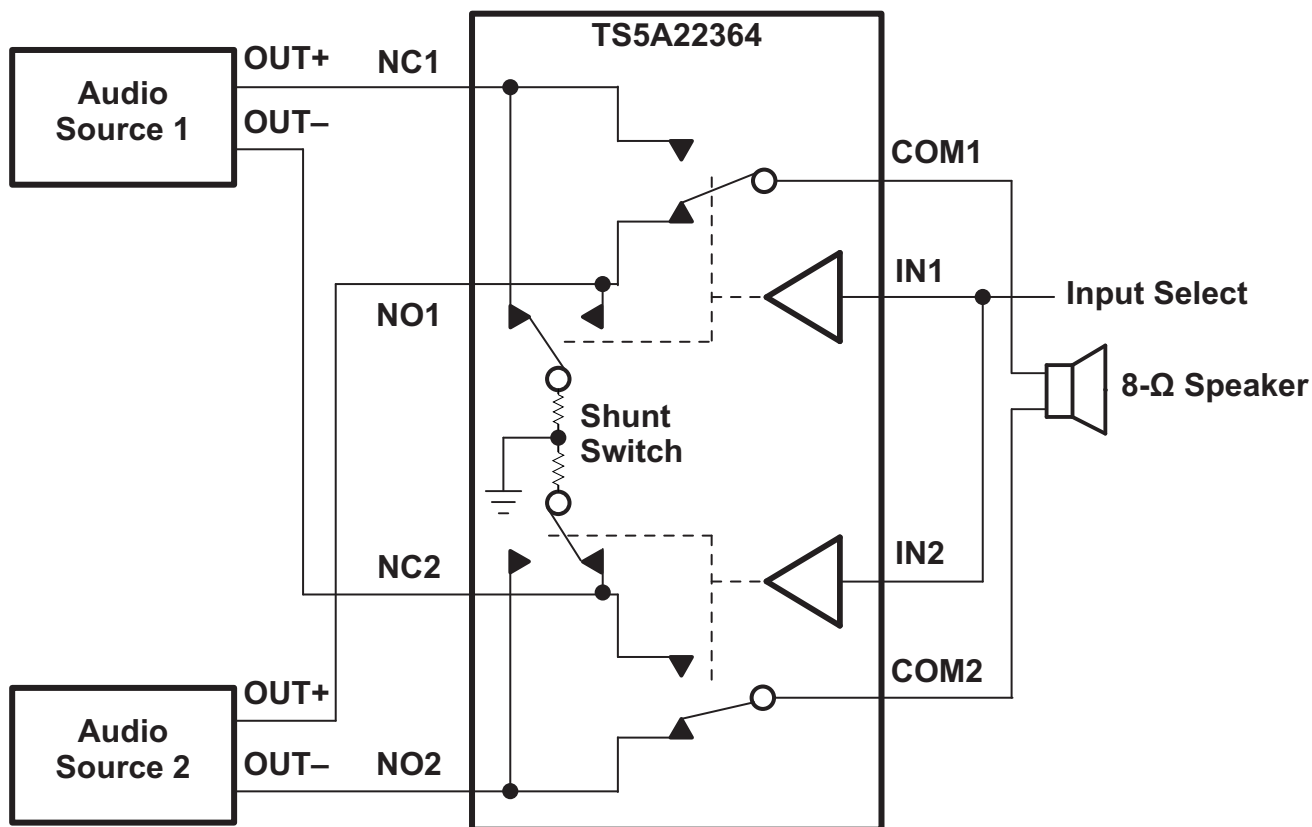 TS5A22364
OUT+
NC1
Audio
Source 1
OUT–
COM1
IN1
Input Select
NO1
8-Ω Speaker
Shunt
Switch
IN2
NC2
COM2
OUT+
Audio
Source 2
OUT–
NO2